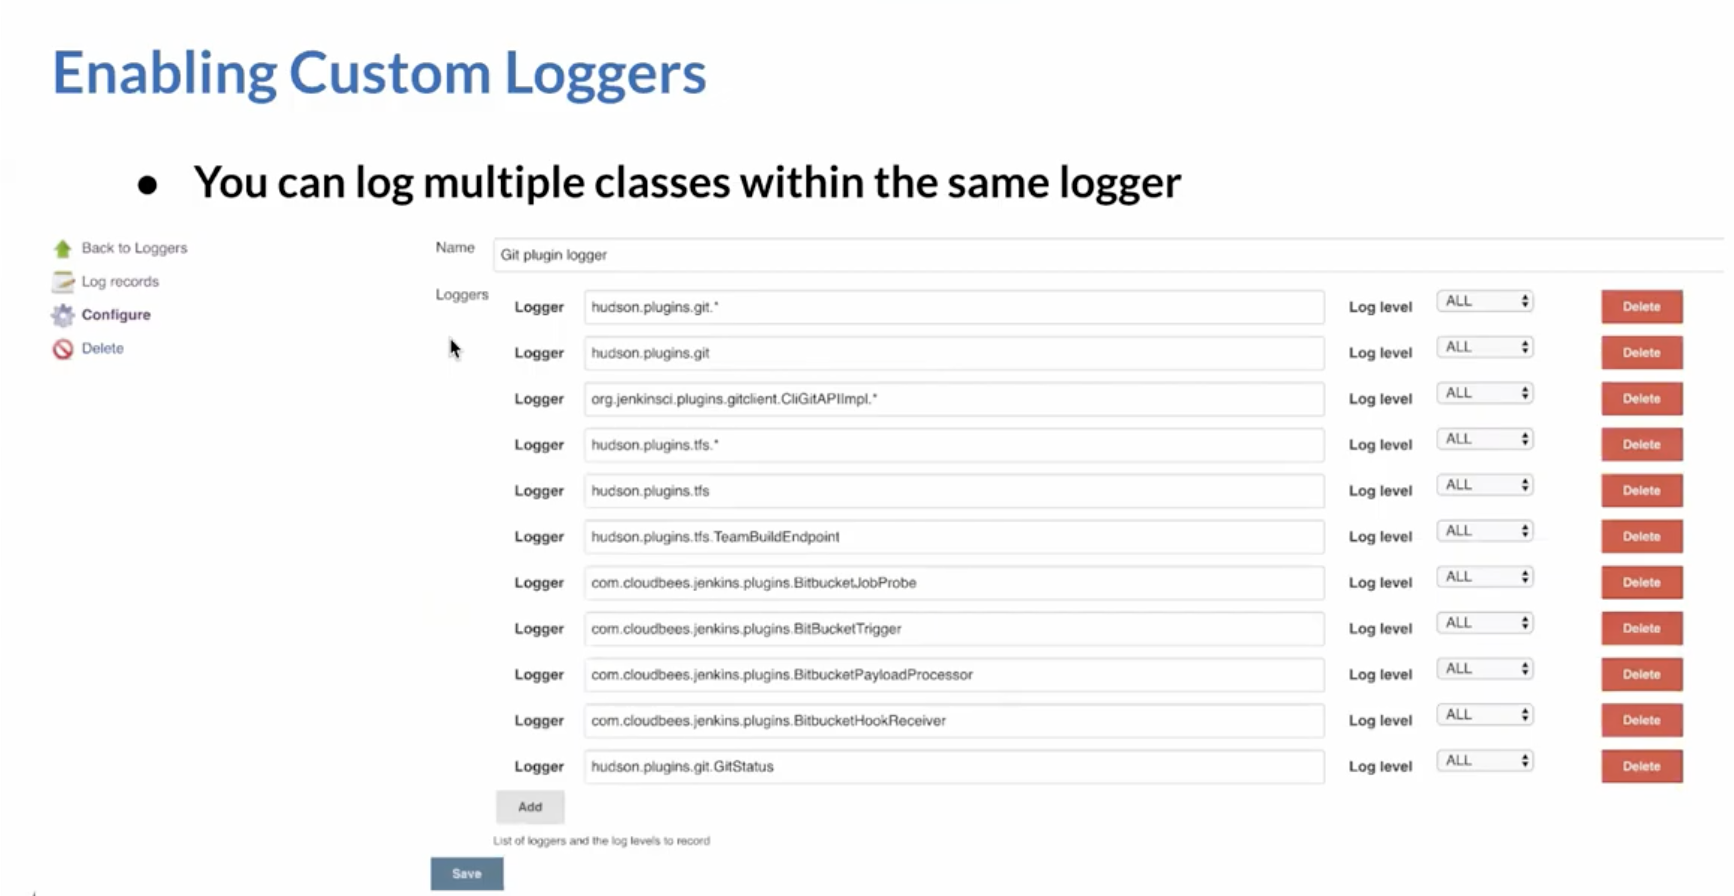 Enabling Custom Loggers
● You can log multiple classes within the same logger
Back to Loggers
Log records
Configure
Delete
Name Git plugin logger
Loggers
Logger hudson.plugins.git.* Log level ALL Delete
Logger hudson.plugins.git Log level ALL Delete
Logger org.jenkinsci.plugins.gitclient.CliGitAPIImpl.* Log level ALL Delete
Logger hudson.plugins.tfs.* Log level ALL Delete
Logger hudson.plugins.tfs Log level ALL Delete
Logger hudson.plugins.tfs.TeamBuildEndpoint Log level ALL Delete
Logger com.cloudbees.jenkins.plugins.BitbucketJobProbe Log level ALL Delete
Logger com.cloudbees.jenkins.plugins.BitBucketTrigger Log level ALL Delete
Logger com.cloudbees.jenkins.plugins.BitbucketPayloadProcessor Log level ALL Delete
Logger com.cloudbees.jenkins.plugins.BitbucketHookReceiver Log level ALL Delete
Logger hudson.plugins.git.GitStatus Log level ALL Delete
Add
List of loggers and the log levels to record
Save